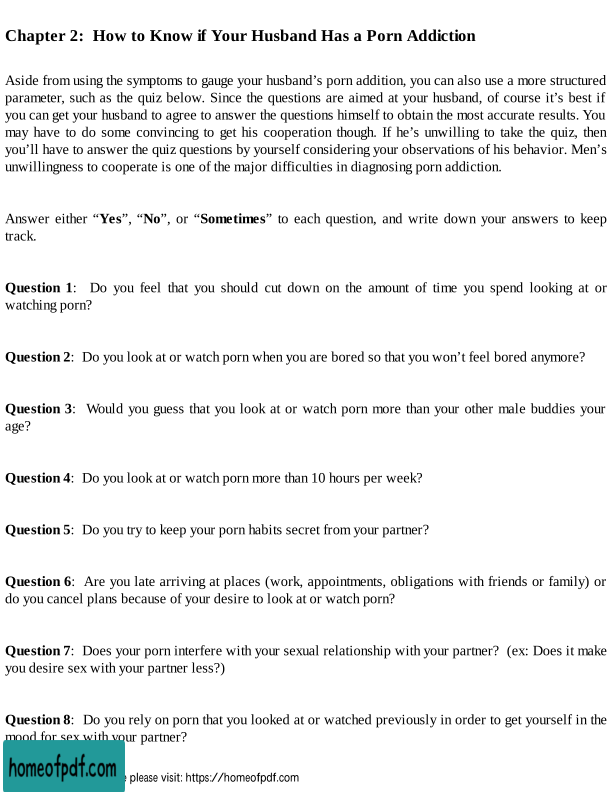 Chapter 2:  How to Know if Your Husband Has a Porn Addiction
Aside from using the symptoms to gauge your husband’s porn addition, you can also use a more structured
parameter, such as the quiz below. Since the questions are aimed at your husband, of course it’s best if
you can get your husband to agree to answer the questions himself to obtain the most accurate results. You
may have to do some convincing to get his cooperation though. If he’s unwilling to take the quiz, then
you’ll have to answer the quiz questions by yourself considering your observations of his behavior. Men’s
unwillingness to cooperate is one of the major difficulties in diagnosing porn addiction.
Answer either “Yes”, “No”, or “Sometimes” to each question, and write down your answers to keep
track.
Question 1:  Do you feel that you should cut down on the amount of time you spend looking at or
watching porn?
Question 2:  Do you look at or watch porn when you are bored so that you won’t feel bored anymore?
Question 3:  Would you guess that you look at or watch porn more than your other male buddies your
age?
Question 4:  Do you look at or watch porn more than 10 hours per week?
Question 5:  Do you try to keep your porn habits secret from your partner?
Question 6:  Are you late arriving at places (work, appointments, obligations with friends or family) or
do you cancel plans because of your desire to look at or watch porn?
Question 7:  Does your porn interfere with your sexual relationship with your partner?  (ex: Does it make
you desire sex with your partner less?)
Question 8:  Do you rely on porn that you looked at or watched previously in order to get yourself in the
mood for sex with your partner?
homeofpdf.com
please visit: https://homeofpdf.com